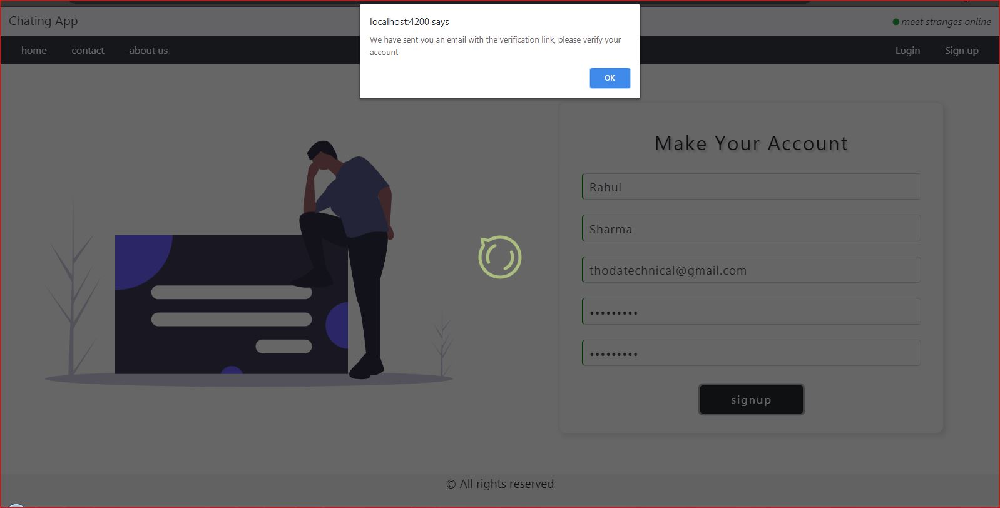 Chating App
meet stranges online
localhost:4200 says
We have sent you an email with the verification link, please verify your
account
OK
home contact about us
Login Sign up
Make Your Account
Rahul
Sharma
thodatechnical@gmail.com
•••••••••
•••••••••
signup
© All rights reserved